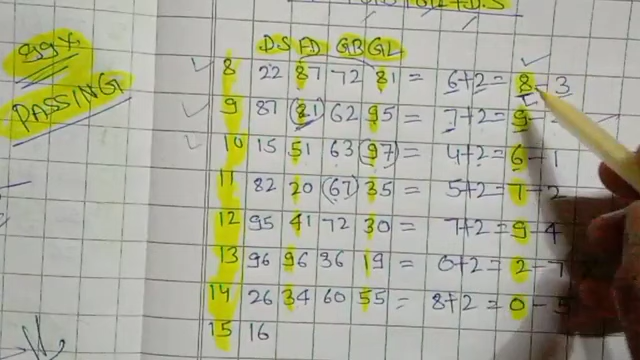 99%
PASSING
D.S FD GB GL
8 22 87 72 81 = 6+2= 8 3
9 87 81 62 95 = 7+2= 9 -
10 15 51 63 97 = 4+2= 6 - 1
11 82 20 67 35 = 5+2= 7 - 2
12 95 41 72 30 = 7+2= 9 - 4
13 96 96 36 19 = 0+2= 2 - 7
14 26 34 60 55 = 8+2= 0 - 5
15 16